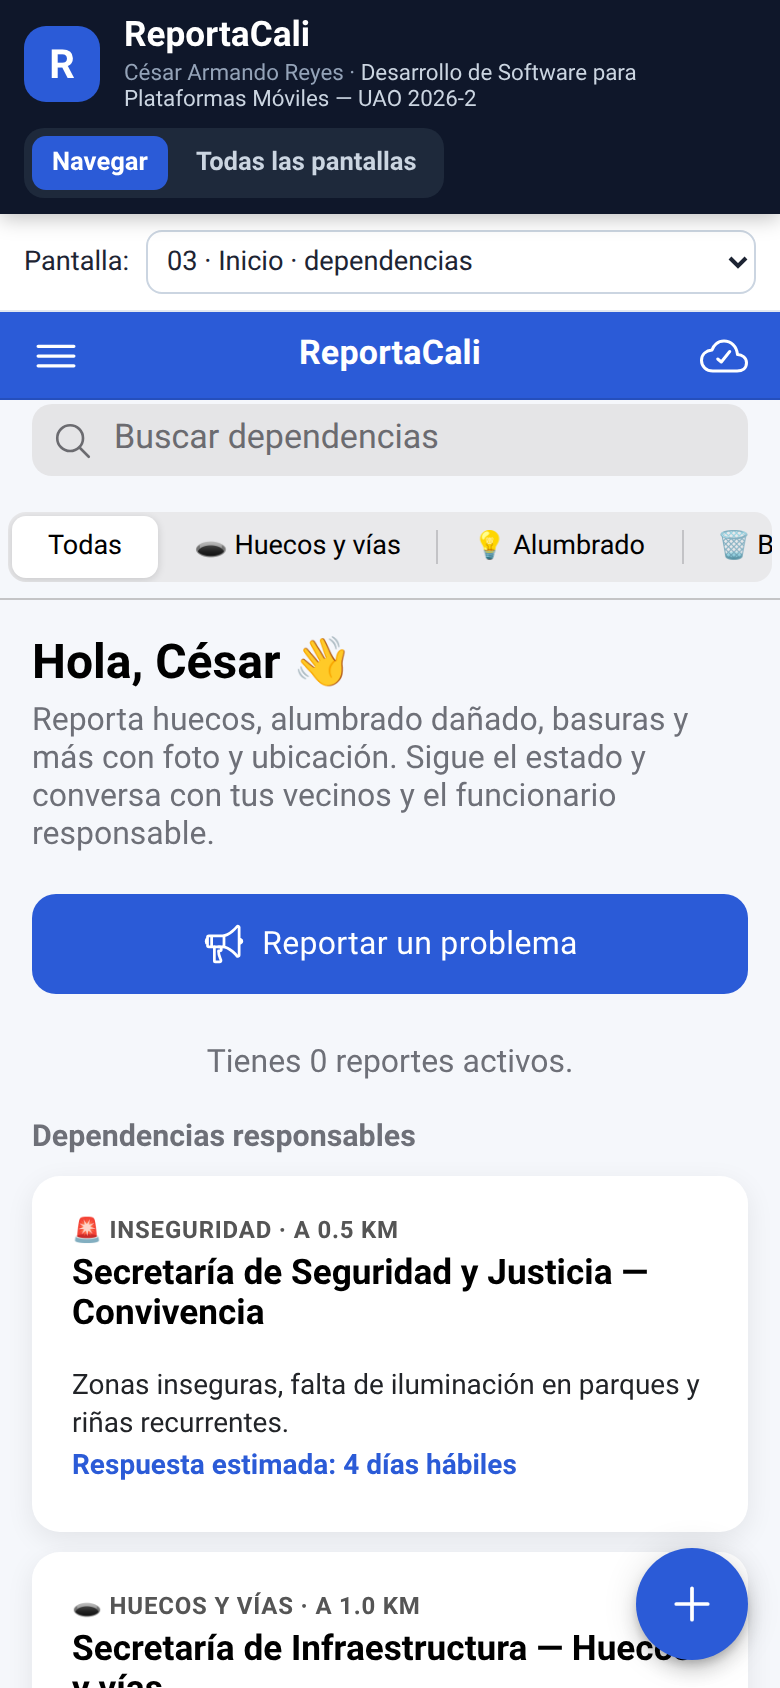 R
ReportaCali
César Armando Reyes · Desarrollo de Software para
Plataformas Móviles — UAO 2026-2
Navegar
Todas las pantallas
Pantalla:
03 · Inicio · dependencias
ReportaCali
Buscar dependencias
Todas
🕳️ Huecos y vías
💡 Alumbrado
🗑️ B
Hola, César 👋
Reporta huecos, alumbrado dañado, basuras y
más con foto y ubicación. Sigue el estado y
conversa con tus vecinos y el funcionario
responsable.
Reportar un problema
Tienes 0 reportes activos.
Dependencias responsables
🚨 INSEGURIDAD · A 0.5 KM
Secretaría de Seguridad y Justicia —
Convivencia
Zonas inseguras, falta de iluminación en parques y
riñas recurrentes.
Respuesta estimada: 4 días hábiles
🕳️ HUECOS Y VÍAS · A 1.0 KM
Secretaría de Infraestructura — Huecos
y vías